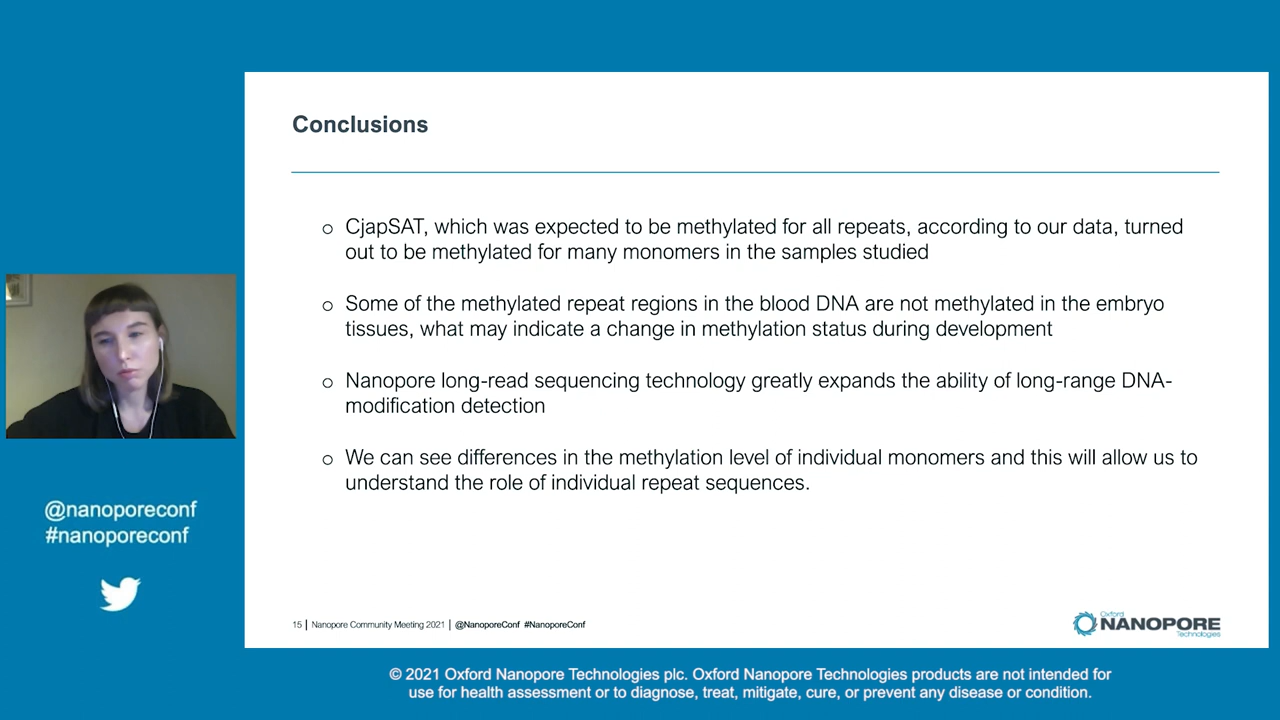 Conclusions
o CjapSAT, which was expected to be methylated for all repeats, according to our data, turned
out to be methylated for many monomers in the samples studied
o Some of the methylated repeat regions in the blood DNA are not methylated in the embryo
tissues, what may indicate a change in methylation status during development
o Nanopore long-read sequencing technology greatly expands the ability of long-range DNA-
modification detection
o We can see differences in the methylation level of individual monomers and this will allow us to
understand the role of individual repeat sequences.
@nanoporeconf
#nanoporeconf
15 | Nanopore Community Meeting 2021 | @NanoporeConf #NanoporeConf
Oxford
NANOPORE
Technologies
© 2021 Oxford Nanopore Technologies plc. Oxford Nanopore Technologies products are not intended for
use for health assessment or to diagnose, treat, mitigate, cure, or prevent any disease or condition.